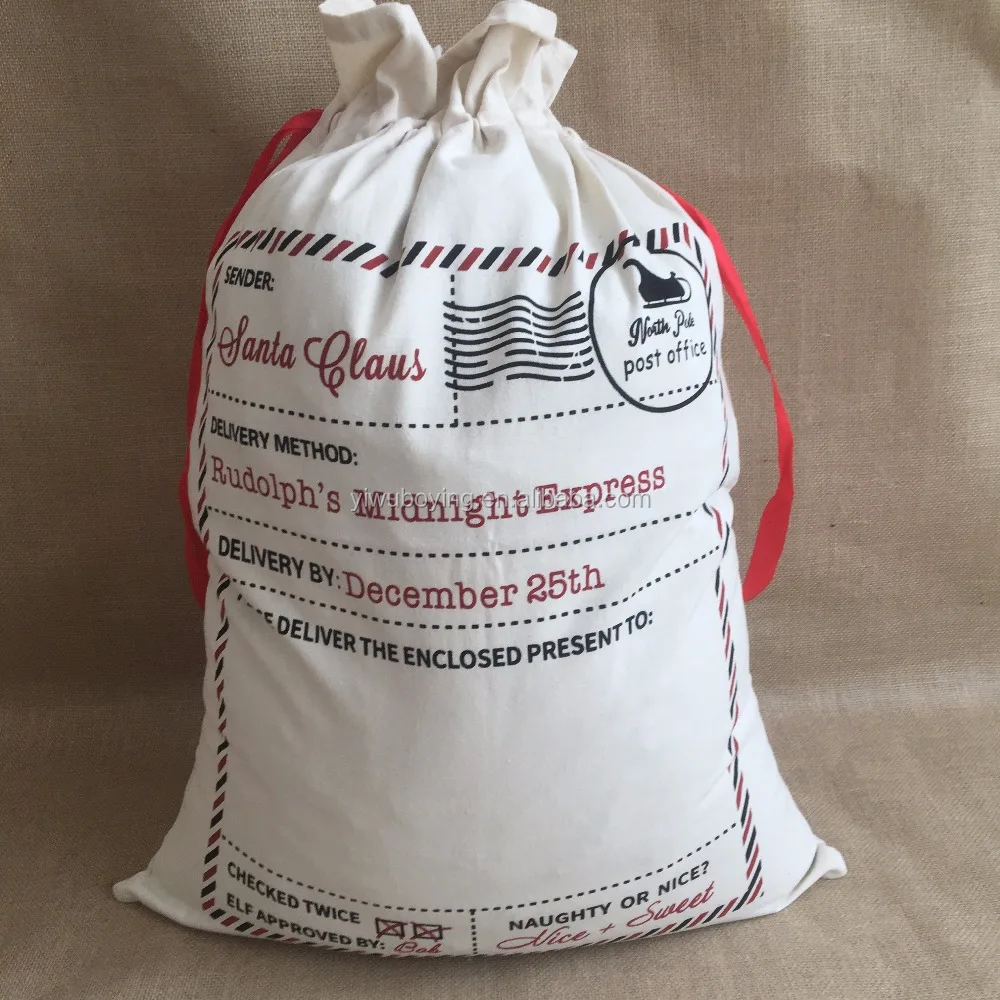 SENDER:
Santa Claus
North Pole
post office
DELIVERY METHOD:
Rudolph's Midnight Express
yiwuboying.en.alibaba.com
DELIVERY BY: December 25th
DELIVER THE ENCLOSED PRESENT TO:
CHECKED TWICE
ELF APPROVED BY: Bob
NAUGHTY OR NICE?
Nice + Sweet